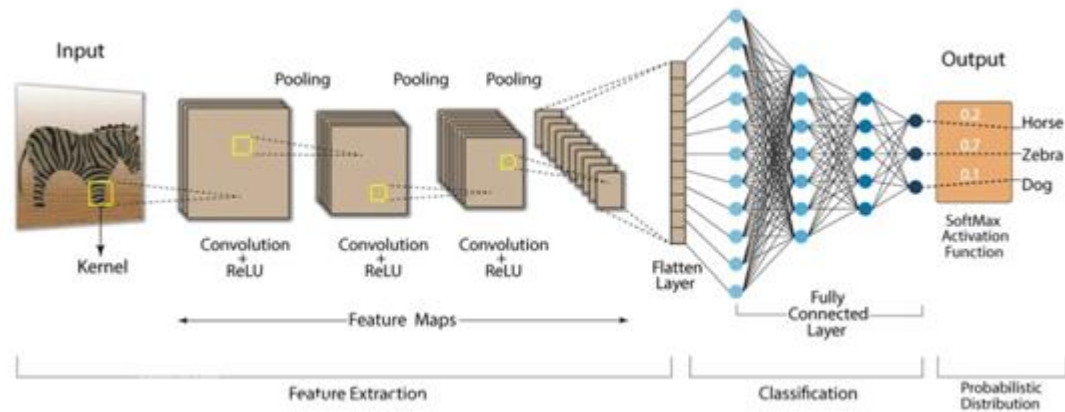 Input
Pooling
Pooling
Pooling
Output
0.2
Horse
0.7
Zebra
0.1
Dog
SoftMax
Activation
Function
Kernel
Convolution
+
ReLU
Convolution
+
ReLU
Convolution
+
ReLU
Flatten
Layer
Fully
Connected
Layer
Feature Maps
Feature Extraction
Classification
Probabilistic
Distribution